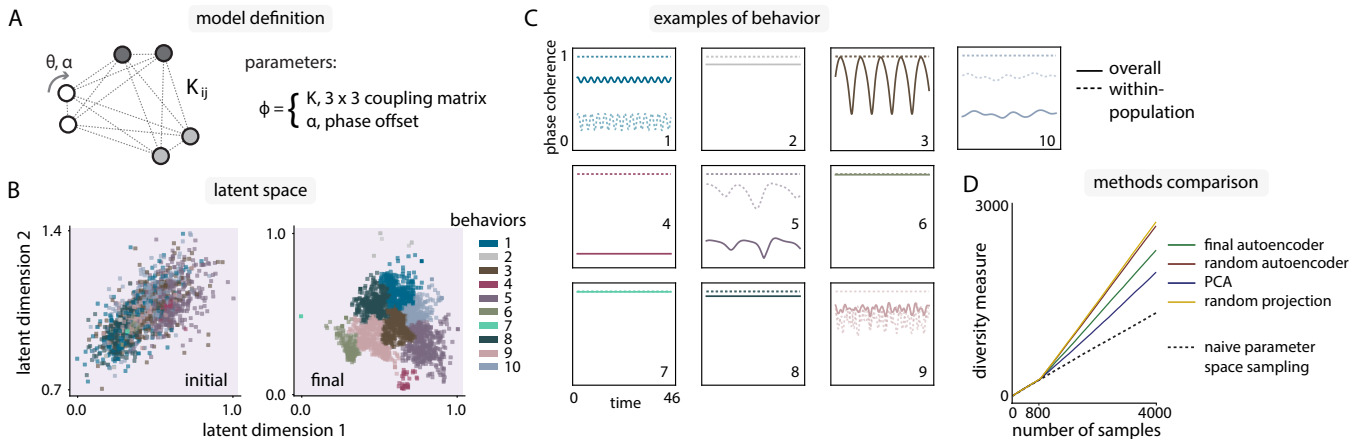 A
model definition
θ, α
K ij
parameters:
ϕ = { K, 3 x 3 coupling matrix
α, phase offset
B
latent space
behaviors
1
2
3
4
5
6
7
8
9
10
latent dimension 2
1.4
0.7
initial
0.0
1.0
1.0
0.0
final
0.0
1.0
latent dimension 1
C
examples of behavior
phase coherence
1
0
1
2
3
10
overall
within-
population
4
5
6
7
8
9
0
time
46
D
methods comparison
diversity measure
3000
0
final autoencoder
random autoencoder
PCA
random projection
naive parameter
space sampling
0
800
4000
number of samples